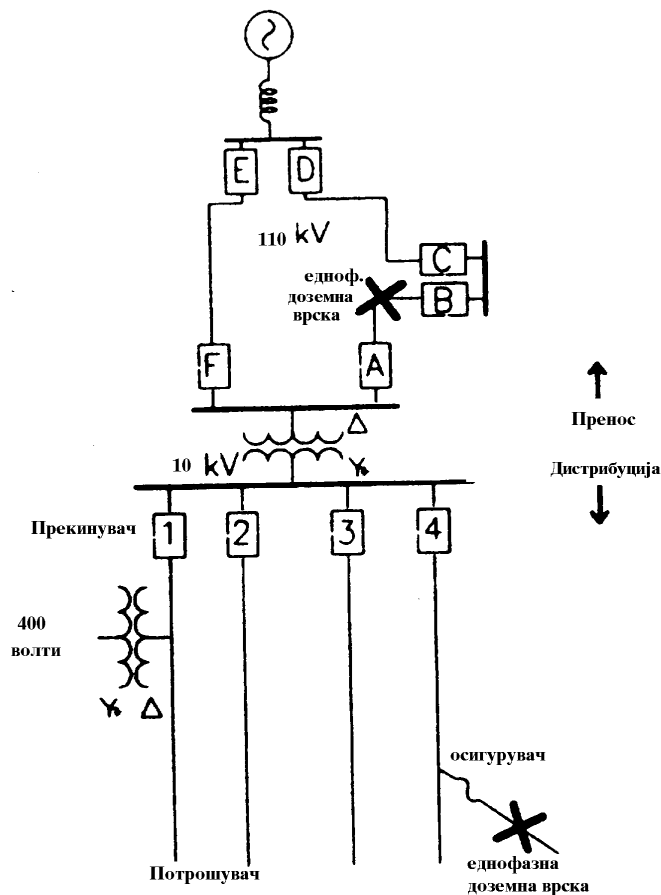 E
D
110 kV
едноф.
доземна
врска
C
B
F
A
Δ
Пренос
10 kV
Y
Дистрибуција
Прекинувач
1
2
3
4
400
волти
Y Δ
осигурувач
Потрошувач
еднофазна
доземна врска